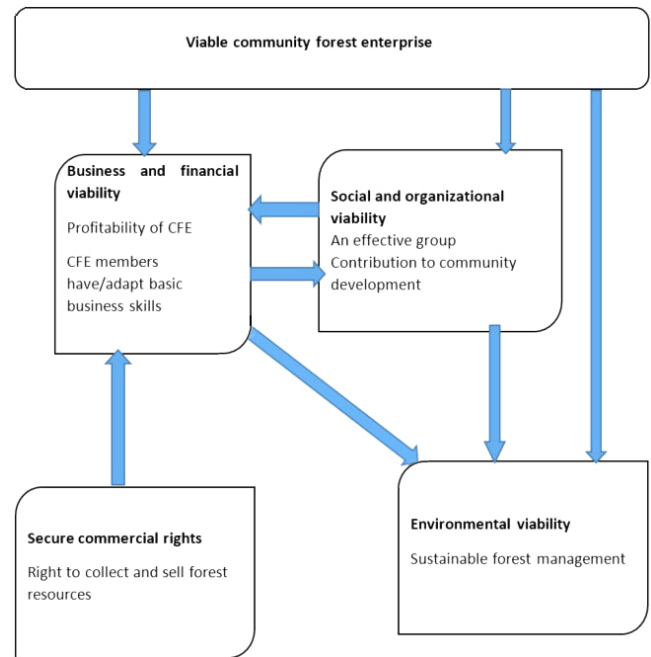 Viable community forest enterprise
Business and financial
viability
Profitability of CFE
CFE members
have/adapt basic
business skills
Social and organizational
viability
An effective group
Contribution to community
development
Secure commercial rights
Right to collect and sell forest
resources
Environmental viability
Sustainable forest management